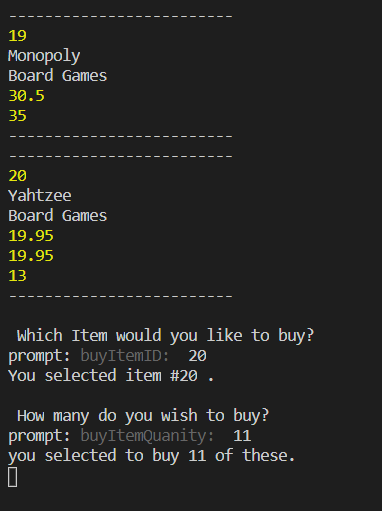 -------------------------
19
Monopoly
Board Games
30.5
35
-------------------------
-------------------------
20
Yahtzee
Board Games
19.95
19.95
13
-------------------------
Which Item would you like to buy?
prompt: buyItemID:  20
You selected item #20 .
How many do you wish to buy?
prompt: buyItemQuanity:  11
you selected to buy 11 of these.